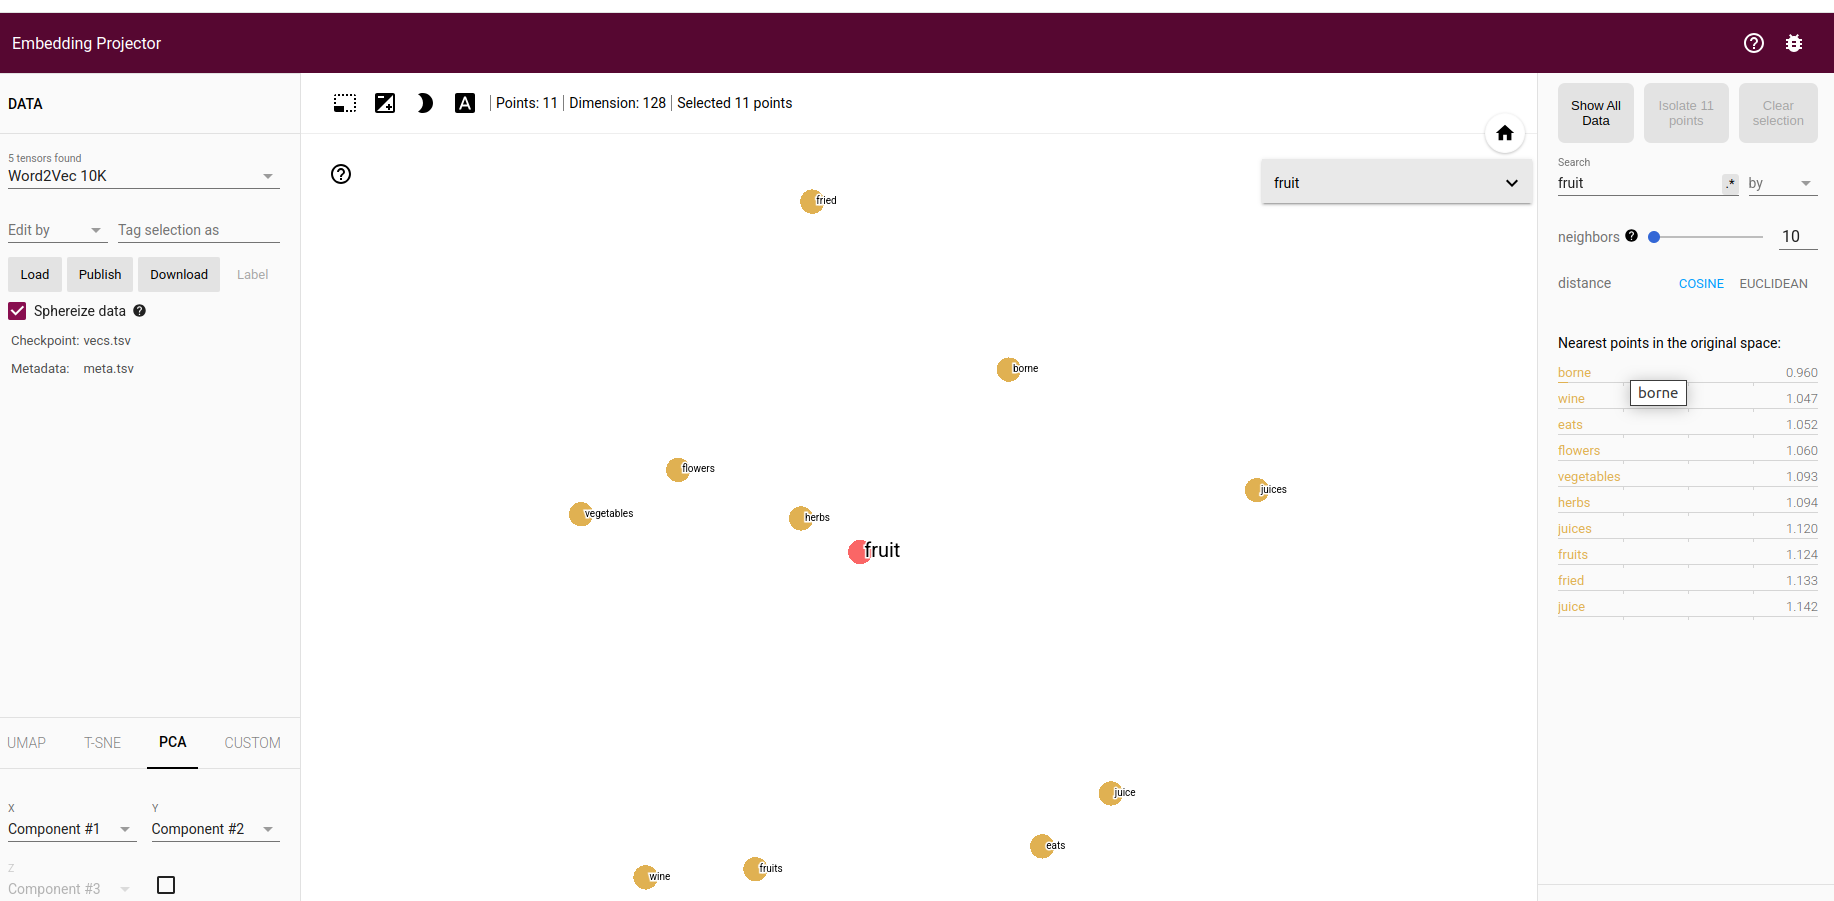 Embedding Projector
DATA
5 tensors found
Word2Vec 10K
Edit by
Tag selection as
Load
Publish
Download
Label
Sphereize data
Checkpoint: vecs.tsv
Metadata: meta.tsv
UMAP
T-SNE
PCA
CUSTOM
X
Component #1
Y
Component #2
Z
Component #3
A
Points: 11 | Dimension: 128 | Selected 11 points
fruit
fried
borne
flowers
juices
vegetables
herbs
fruit
juice
eats
fruits
wine
Show All
Data
Isolate 11
points
Clear
selection
Search
fruit
.*
by
neighbors
10
distance
COSINE
EUCLIDEAN
Nearest points in the original space:
borne 0.960
borne
wine 1.047
eats 1.052
flowers 1.060
vegetables 1.093
herbs 1.094
juices 1.120
fruits 1.124
fried 1.133
juice 1.142